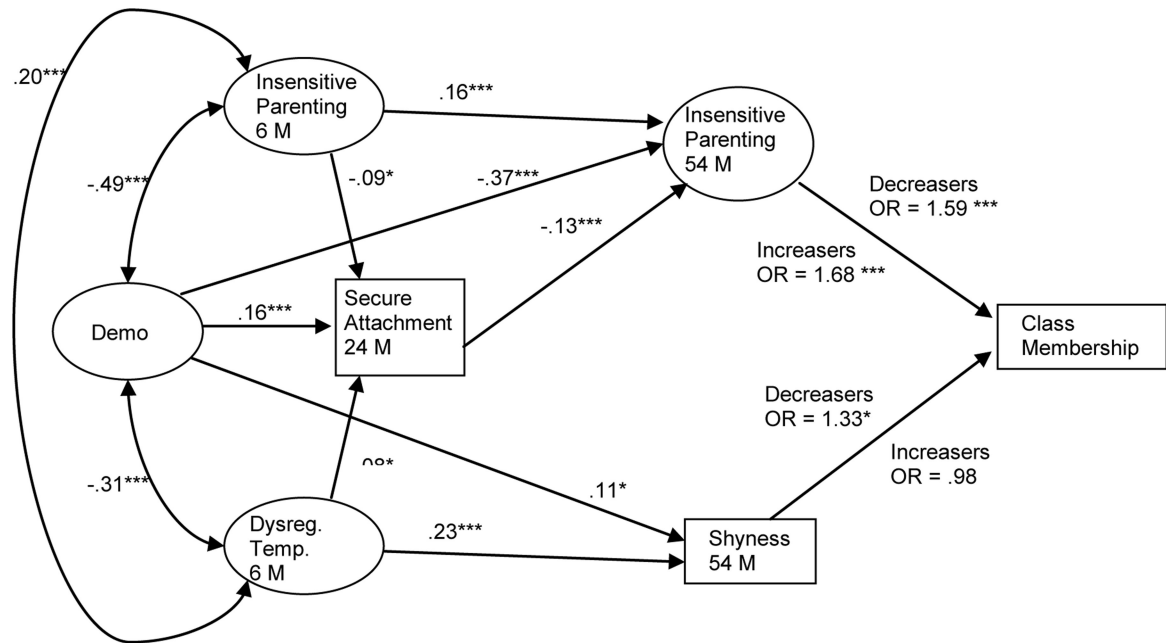 .20***
Insensitive
Parenting
6 M
.16***
Insensitive
Parenting
54 M
-.49***
-.09*
-.37***
Decreasers
OR = 1.59 ***
-.13***
Increasers
OR = 1.68 ***
Demo
.16***
Secure
Attachment
24 M
Class
Membership
Decreasers
OR = 1.33*
-.31***
.08*
.11*
Increasers
OR = .98
Dysreg.
Temp.
6 M
.23***
Shyness
54 M